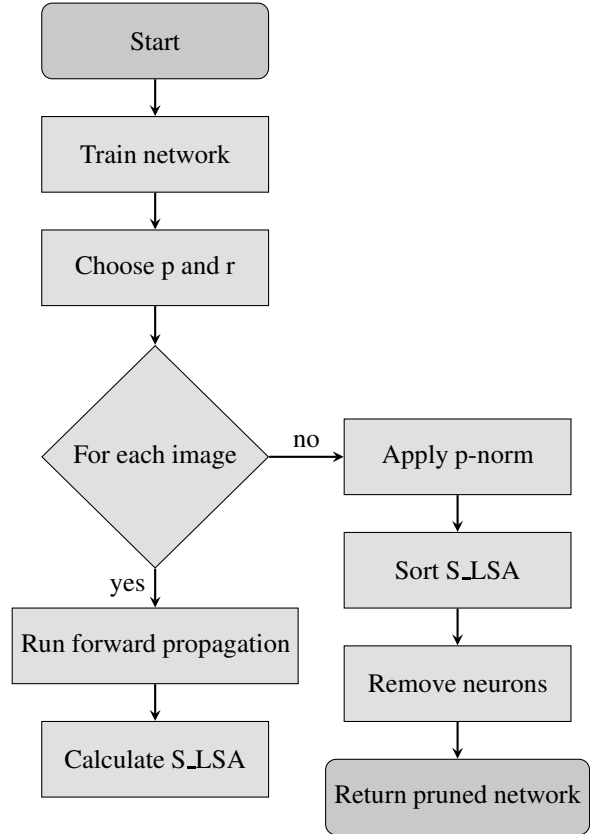 Start
Train network
Choose p and r
For each image
no
Apply p-norm
yes
Sort S_LSA
Run forward propagation
Remove neurons
Calculate S_LSA
Return pruned network